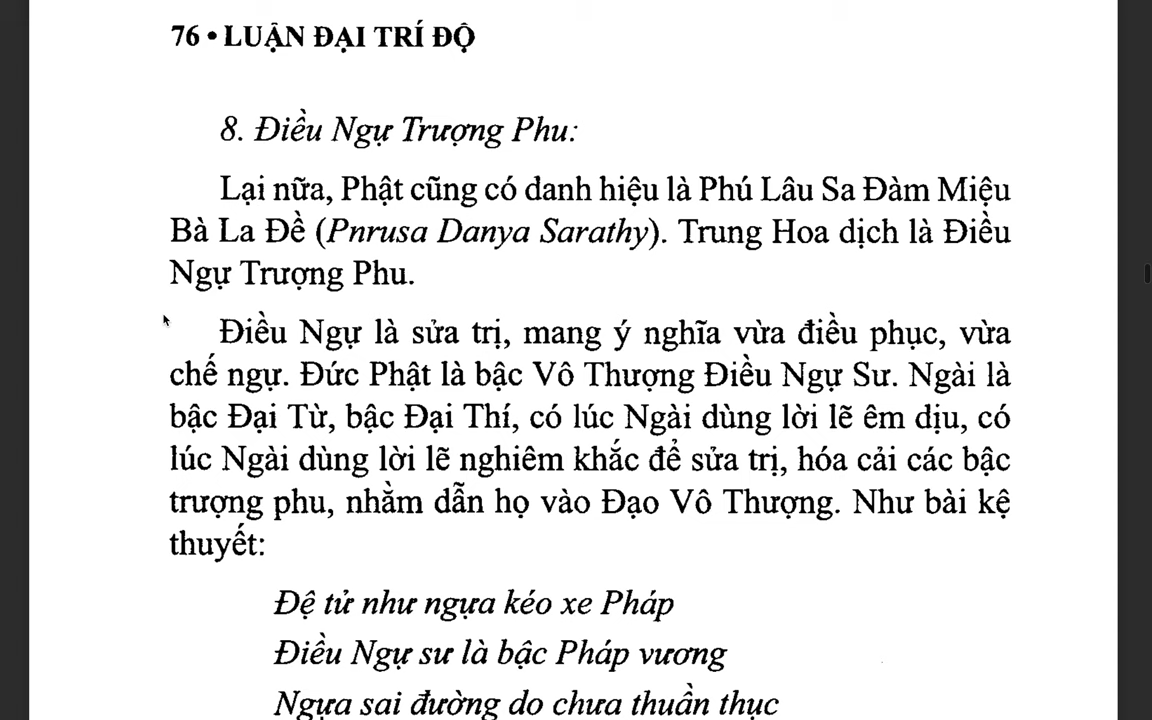 76 • LUẬN ĐẠI TRÍ ĐỘ
8. Điều Ngự Trượng Phu:
Lại nữa, Phật cũng có danh hiệu là Phú Lâu Sa Đàm Miệu
Bà La Đề (Pnrusa Danya Sarathy). Trung Hoa dịch là Điều
Ngự Trượng Phu.
Điều Ngự là sửa trị, mang ý nghĩa vừa điều phục, vừa
chế ngự. Đức Phật là bậc Vô Thượng Điều Ngự Sư. Ngài là
bậc Đại Từ, bậc Đại Thí, có lúc Ngài dùng lời lẽ êm dịu, có
lúc Ngài dùng lời lẽ nghiêm khắc để sửa trị, hóa cải các bậc
trượng phu, nhằm dẫn họ vào Đạo Vô Thượng. Như bài kệ
thuyết:
Đệ tử như ngựa kéo xe Pháp
Điều Ngự sư là bậc Pháp vương
Ngựa sai đường do chưa thuần thục